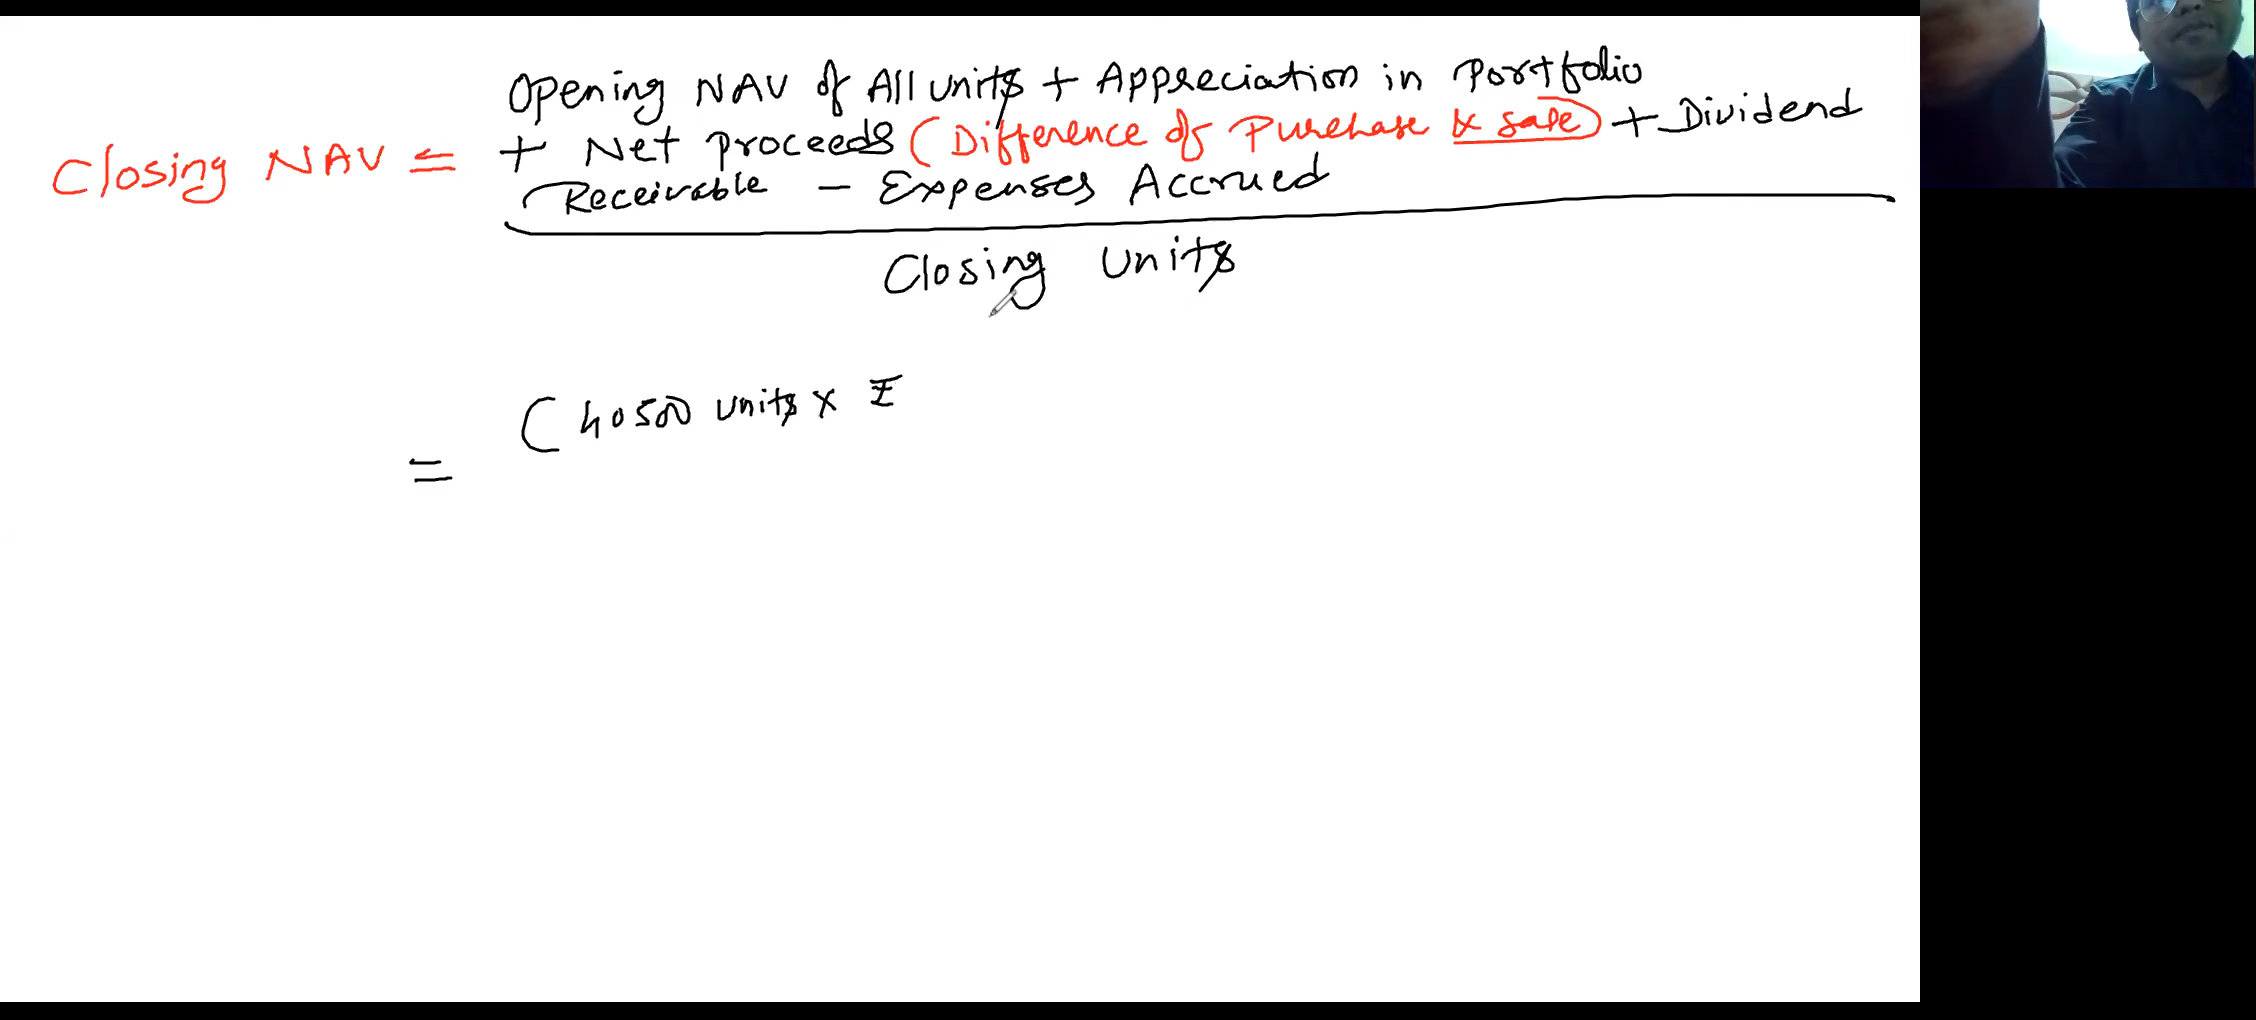 Opening NAV of All units + Appreciation in Portfolio
+ Net proceeds (Difference of Purchase & sale) + Dividend
Closing NAV =
Receivable - Expenses Accrued
Closing Units
(40500 units x ₹
=